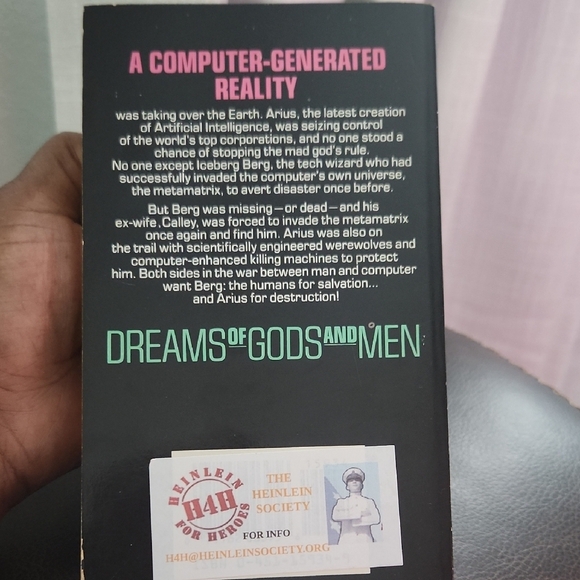 A COMPUTER-GENERATED
REALITY
was taking over the Earth. Arius, the latest creation
of Artificial Intelligence, was seizing control
of the world's top corporations, and no one stood a
chance of stopping the mad god's rule.
No one except Iceberg Berg, the tech wizard who had
successfully invaded the computer's own universe,
the metamatrix, to avert disaster once before.
But Berg was missing—or dead—and his
ex-wife, Calley, was forced to invade the metamatrix
once again and find him. Arius was also on
the trail with scientifically engineered werewolves and
computer-enhanced killing machines to protect
him. Both sides in the war between man and computer
want Berg: the humans for salvation...
and Arius for destruction!
DREAMS OF GODS AND MEN
HEINLEIN
H4H
FOR HEROES
THE
HEINLEIN
SOCIETY
FOR INFO
H4H@HEINLEINSOCIETY.ORG